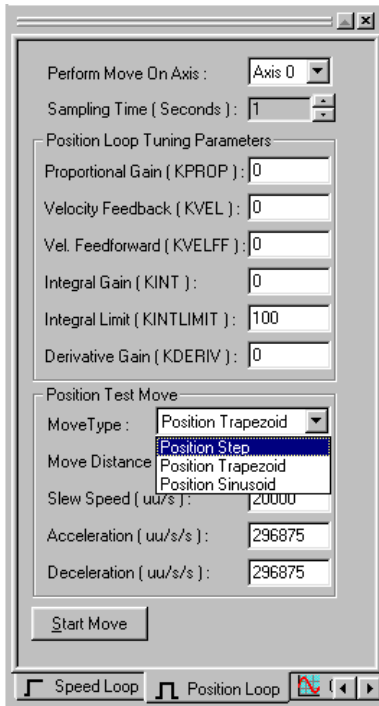 Perform Move On Axis : Axis 0
Sampling Time ( Seconds ) : 1
Position Loop Tuning Parameters
Proportional Gain ( KPROP ) : 0
Velocity Feedback ( KVEL ) : 0
Vel. Feedforward ( KVELFF ) : 0
Integral Gain ( KINT ) : 0
Integral Limit ( KINTLIMIT ) : 100
Derivative Gain ( KDERIV ) : 0
Position Test Move
MoveType : Position Trapezoid
Position Step
Move Distance Position Trapezoid
Position Sinusoid
Slew Speed ( uu/s ) : 20000
Acceleration ( uu/s/s ) : 296875
Deceleration ( uu/s/s ) : 296875
Start Move
Speed Loop Position Loop